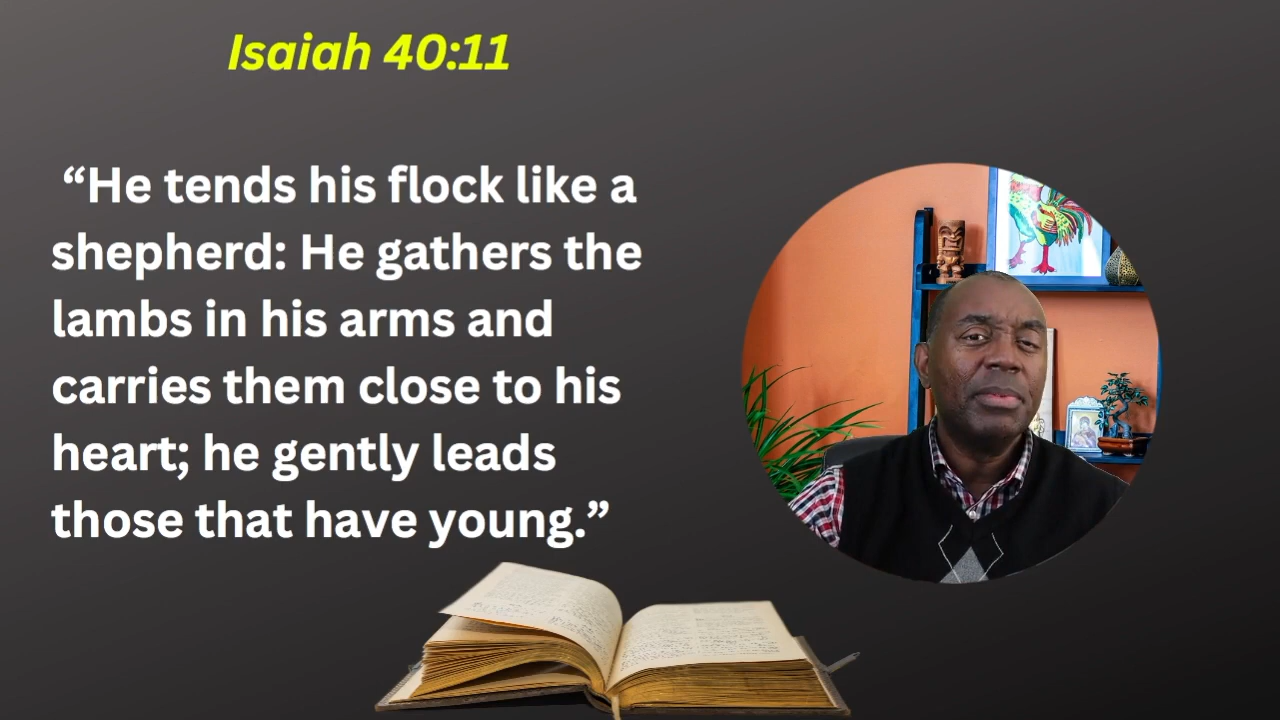 Isaiah 40:11
“He tends his flock like a
shepherd: He gathers the
lambs in his arms and
carries them close to his
heart; he gently leads
those that have young.”